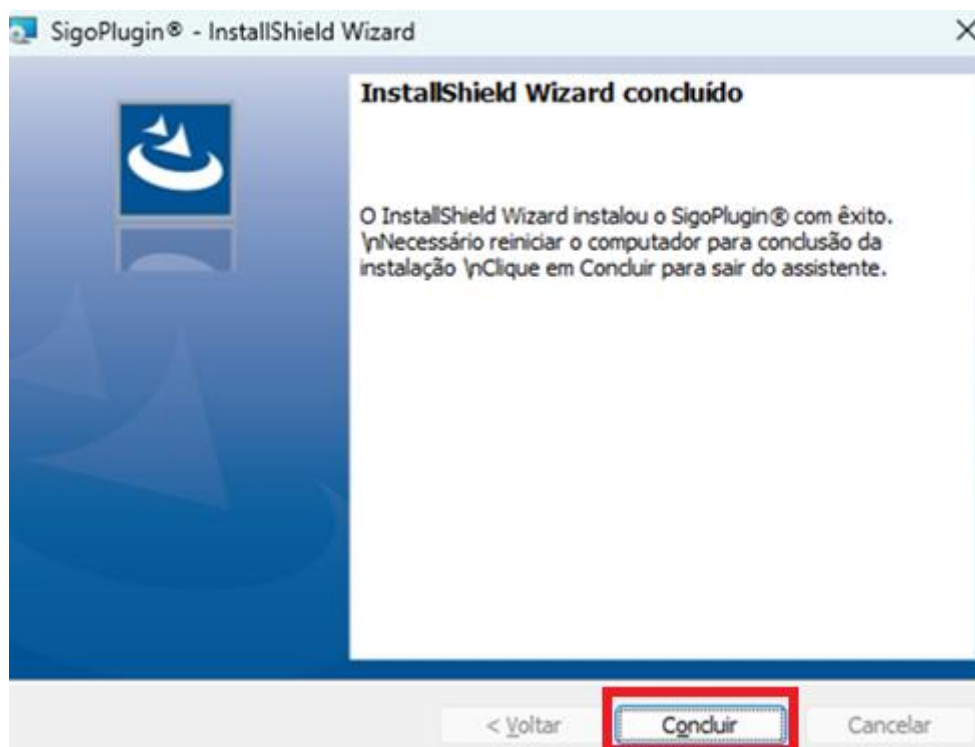 SigoPlugin® - InstallShield Wizard
InstallShield Wizard concluído
O InstallShield Wizard instalou o SigoPlugin® com êxito.
\nNecessário reiniciar o computador para conclusão da
instalação \nClique em Concluir para sair do assistente.
< Voltar Concluir Cancelar